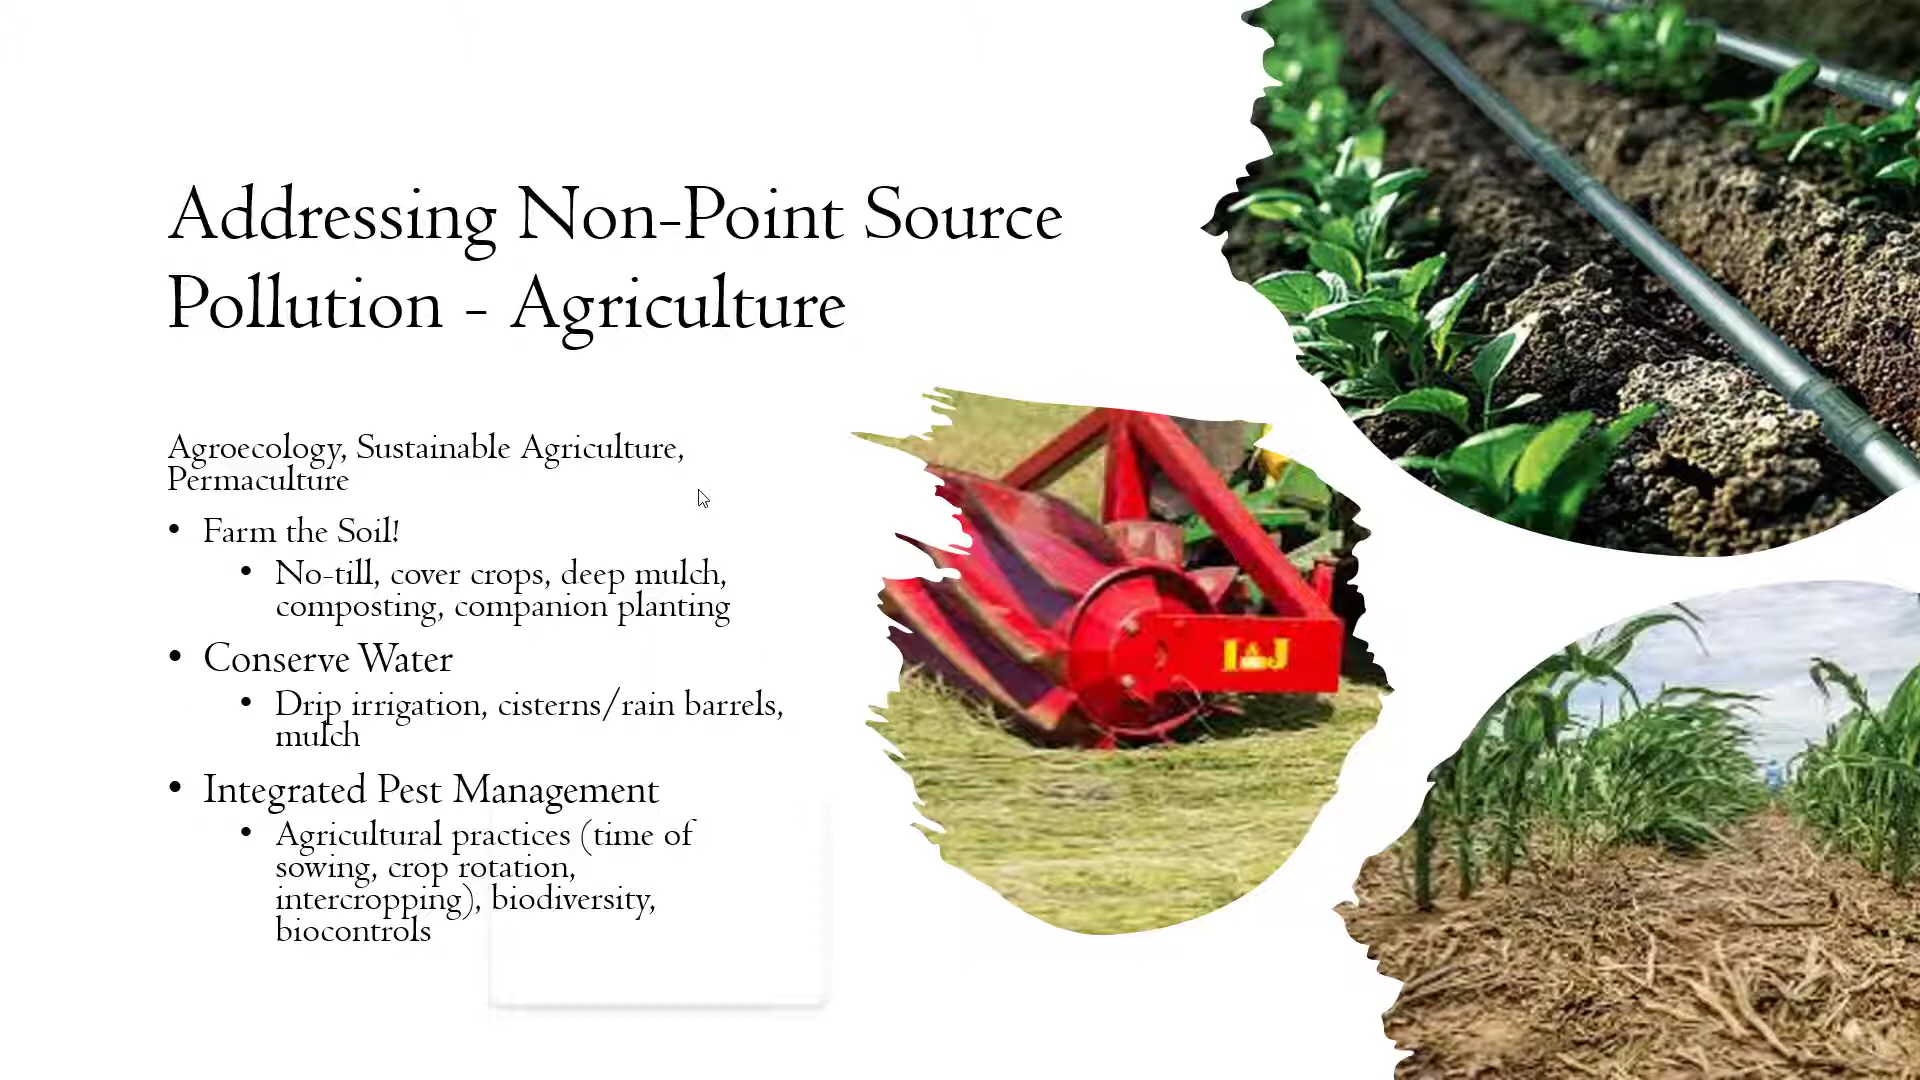 Addressing Non-Point Source
Pollution - Agriculture
Agroecology, Sustainable Agriculture,
Permaculture
• Farm the Soil!
• No-till, cover crops, deep mulch,
composting, companion planting
• Conserve Water
• Drip irrigation, cisterns/rain barrels,
mulch
• Integrated Pest Management
• Agricultural practices (time of
sowing, crop rotation,
intercropping), biodiversity,
biocontrols
I&J